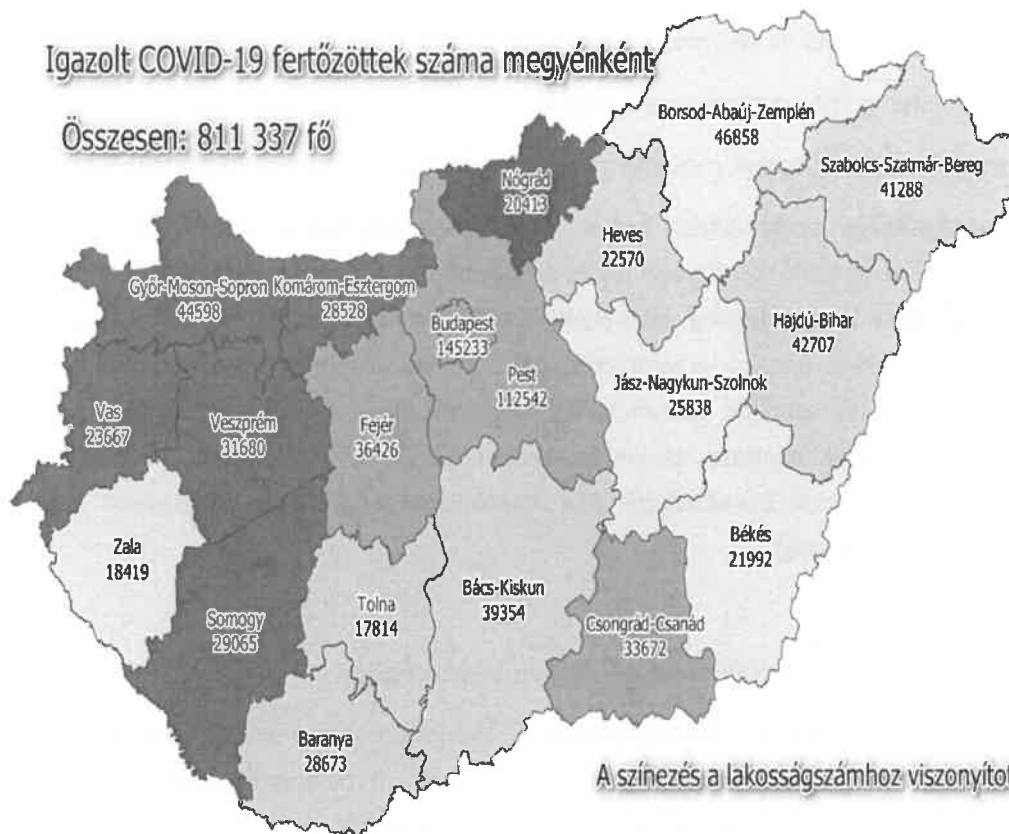 Igazolt COVID-19 fertőzöttek száma megyénként
Összesen: 811 337 fő
Borsod-Abaúj-Zemplén
46858
Szabolcs-Szatmár-Bereg
41288
Nógrád
20413
Heves
22570
Győr-Moson-Sopron
44598
Komárom-Esztergom
28528
Budapest
145233
Hajdú-Bihar
42707
Pest
112542
Jász-Nagykun-Szolnok
25838
Vas
23667
Veszprém
31680
Fejér
36426
Zala
18419
Békés
21992
Bács-Kiskun
39354
Tolna
17814
Somogy
29065
Csongrád-Csanád
33672
Baranya
28673
A színezés a lakosságszámhoz viszonyítot